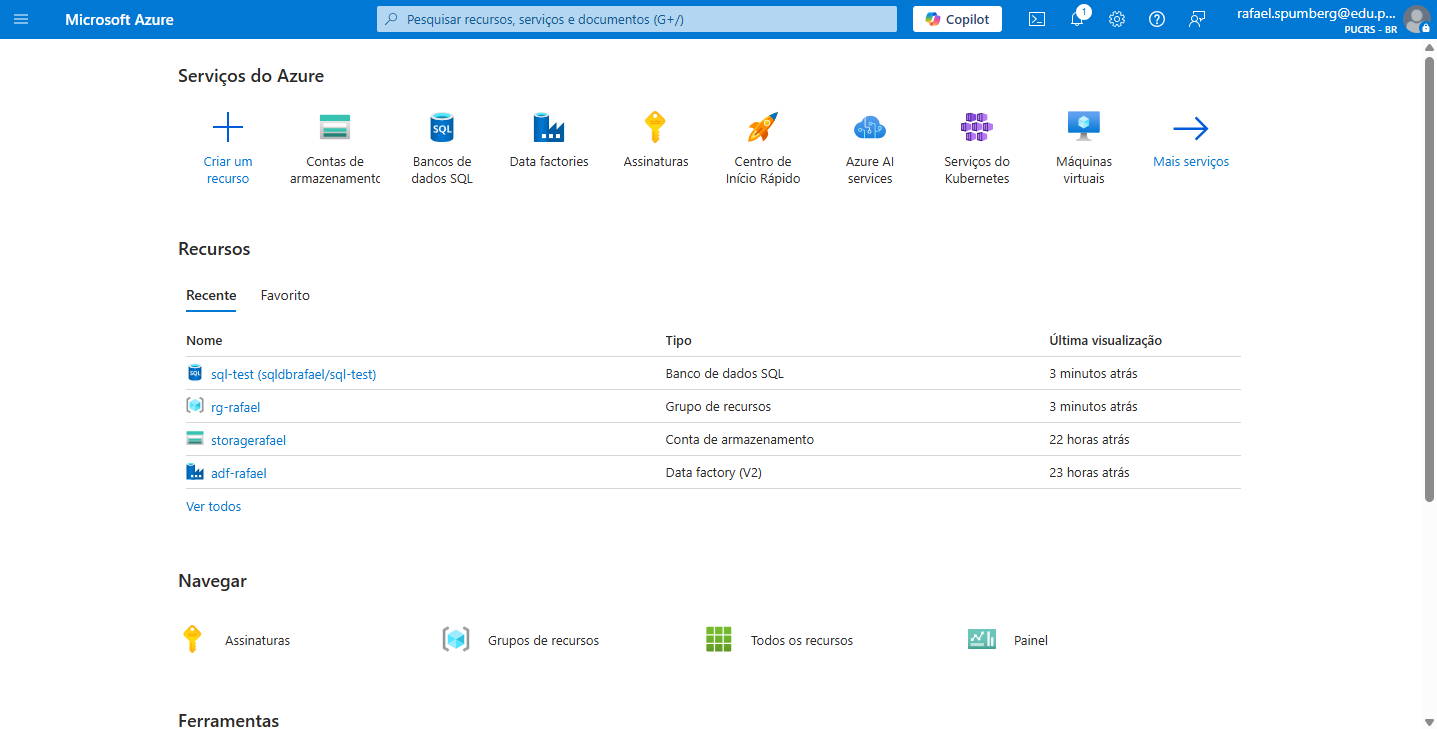 Microsoft Azure
Pesquisar recursos, serviços e documentos (G+/)
Copilot
1
rafael.spumberg@edu.p...
PUCRS - BR
Serviços do Azure
Criar um
recurso
Contas de
armazenamento
Bancos de
dados SQL
SQL
Data factories
Assinaturas
Centro de
Início Rápido
Azure AI
services
Serviços do
Kubernetes
Máquinas
virtuais
Mais serviços
Recursos
Recente Favorito
Nome Tipo Última visualização
sql-test (sqldbrafael/sql-test) Banco de dados SQL 3 minutos atrás
rg-rafael Grupo de recursos 3 minutos atrás
storagerafael Conta de armazenamento 22 horas atrás
adf-rafael Data factory (V2) 23 horas atrás
Ver todos
Navegar
Assinaturas Grupos de recursos Todos os recursos Painel
Ferramentas